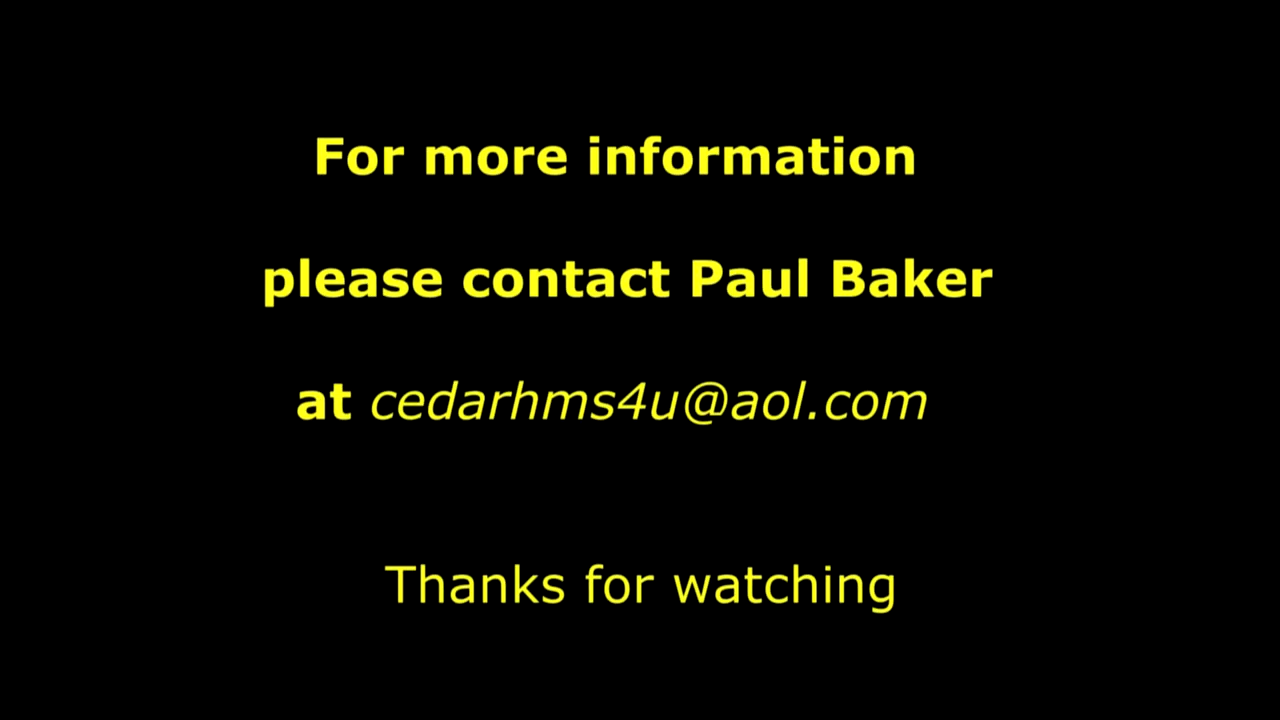 For more information
please contact Paul Baker
at cedarhms4u@aol.com
Thanks for watching